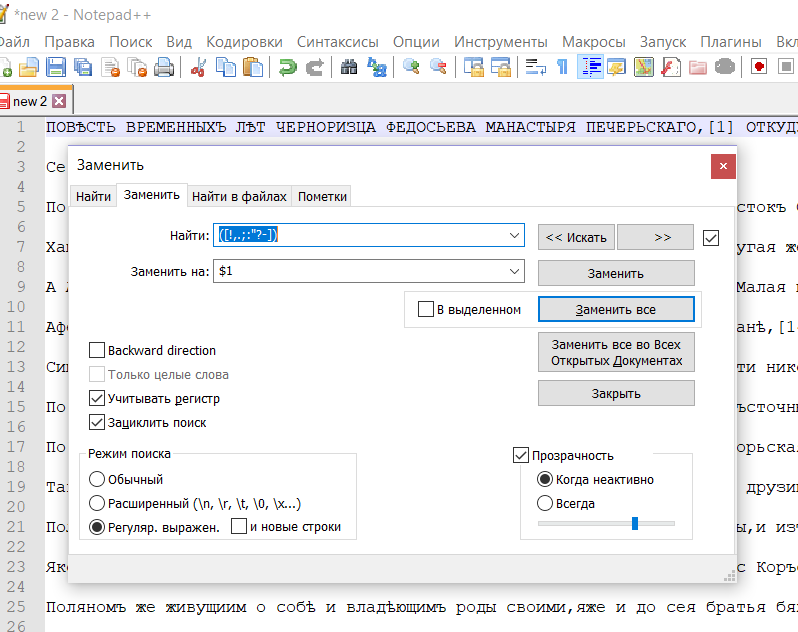 *new 2 - Notepad++
Файл Правка Поиск Вид Кодировки Синтаксисы Опции Инструменты Макросы Запуск Плагины Вкл
new 2
1 ПОВѢСТЬ ВРЕМЕННЫХЪ ЛѢТ ЧЕРНОРИЗЦА ФЕДОСЬЕВА МАНАСТЫРЯ ПЕЧЕРЬСКАГО,[1] ОТКУД
2
3 Се
4
5 По стокъ
6
7 Ха угая же
8
9 А Малая
10
11 Аф анѣ,[1
12
13 Си ти ник
14
15 По ъсточн
16
17 По орьска
18
19 Та друзи
20
21 По ы,и из
22
23 Як с Коръ
24
25 Поляномъ же живущиим о собѣ и владѣющимъ роды своими,яже и до сея братья бя
26
Заменить
Найти Заменить Найти в файлах Пометки
Найти: ([!,.;:"?-]) << Искать >>
Заменить на: $1 Заменить
В выделенном Заменить все
Заменить все во Всех
Открытых Документах
Закрыть
Backward direction
Только целые слова
Учитывать регистр
Зациклить поиск
Режим поиска
Обычный
Расширенный (\n, \r, \t, \0, \x...)
Регуляр. выражен. и новые строки
Прозрачность
Когда неактивно
Всегда